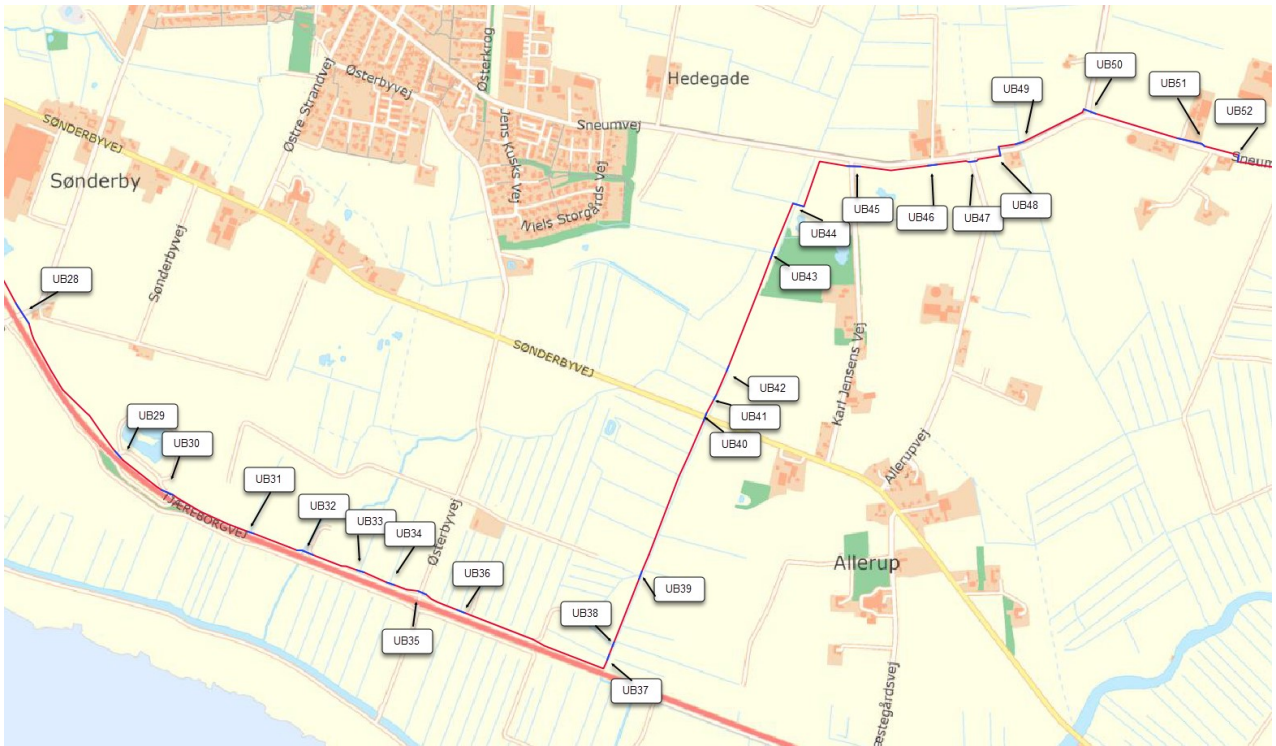 Østerkrog
Østerbyvej
Østre Strandvej
Jens Kusks Vej
Hedegade
Sneumvej
Niels Storgårds Vej
SØNDERBYVEJ
Sønderby
Sønderbyvej
SØNDERBYVEJ
UB49
UB50
UB51
UB52
Sneum
UB45
UB46
UB47
UB48
UB44
UB43
UB28
UB42
UB41
UB40
Karl Jensens Vej
Allerupvej
UB29
UB30
UB31
UB32
UB33
UB34
TJÆREBORGVEJ
Østerbyvej
UB36
UB35
UB39
UB38
UB37
Allerup
æstegårdsvej